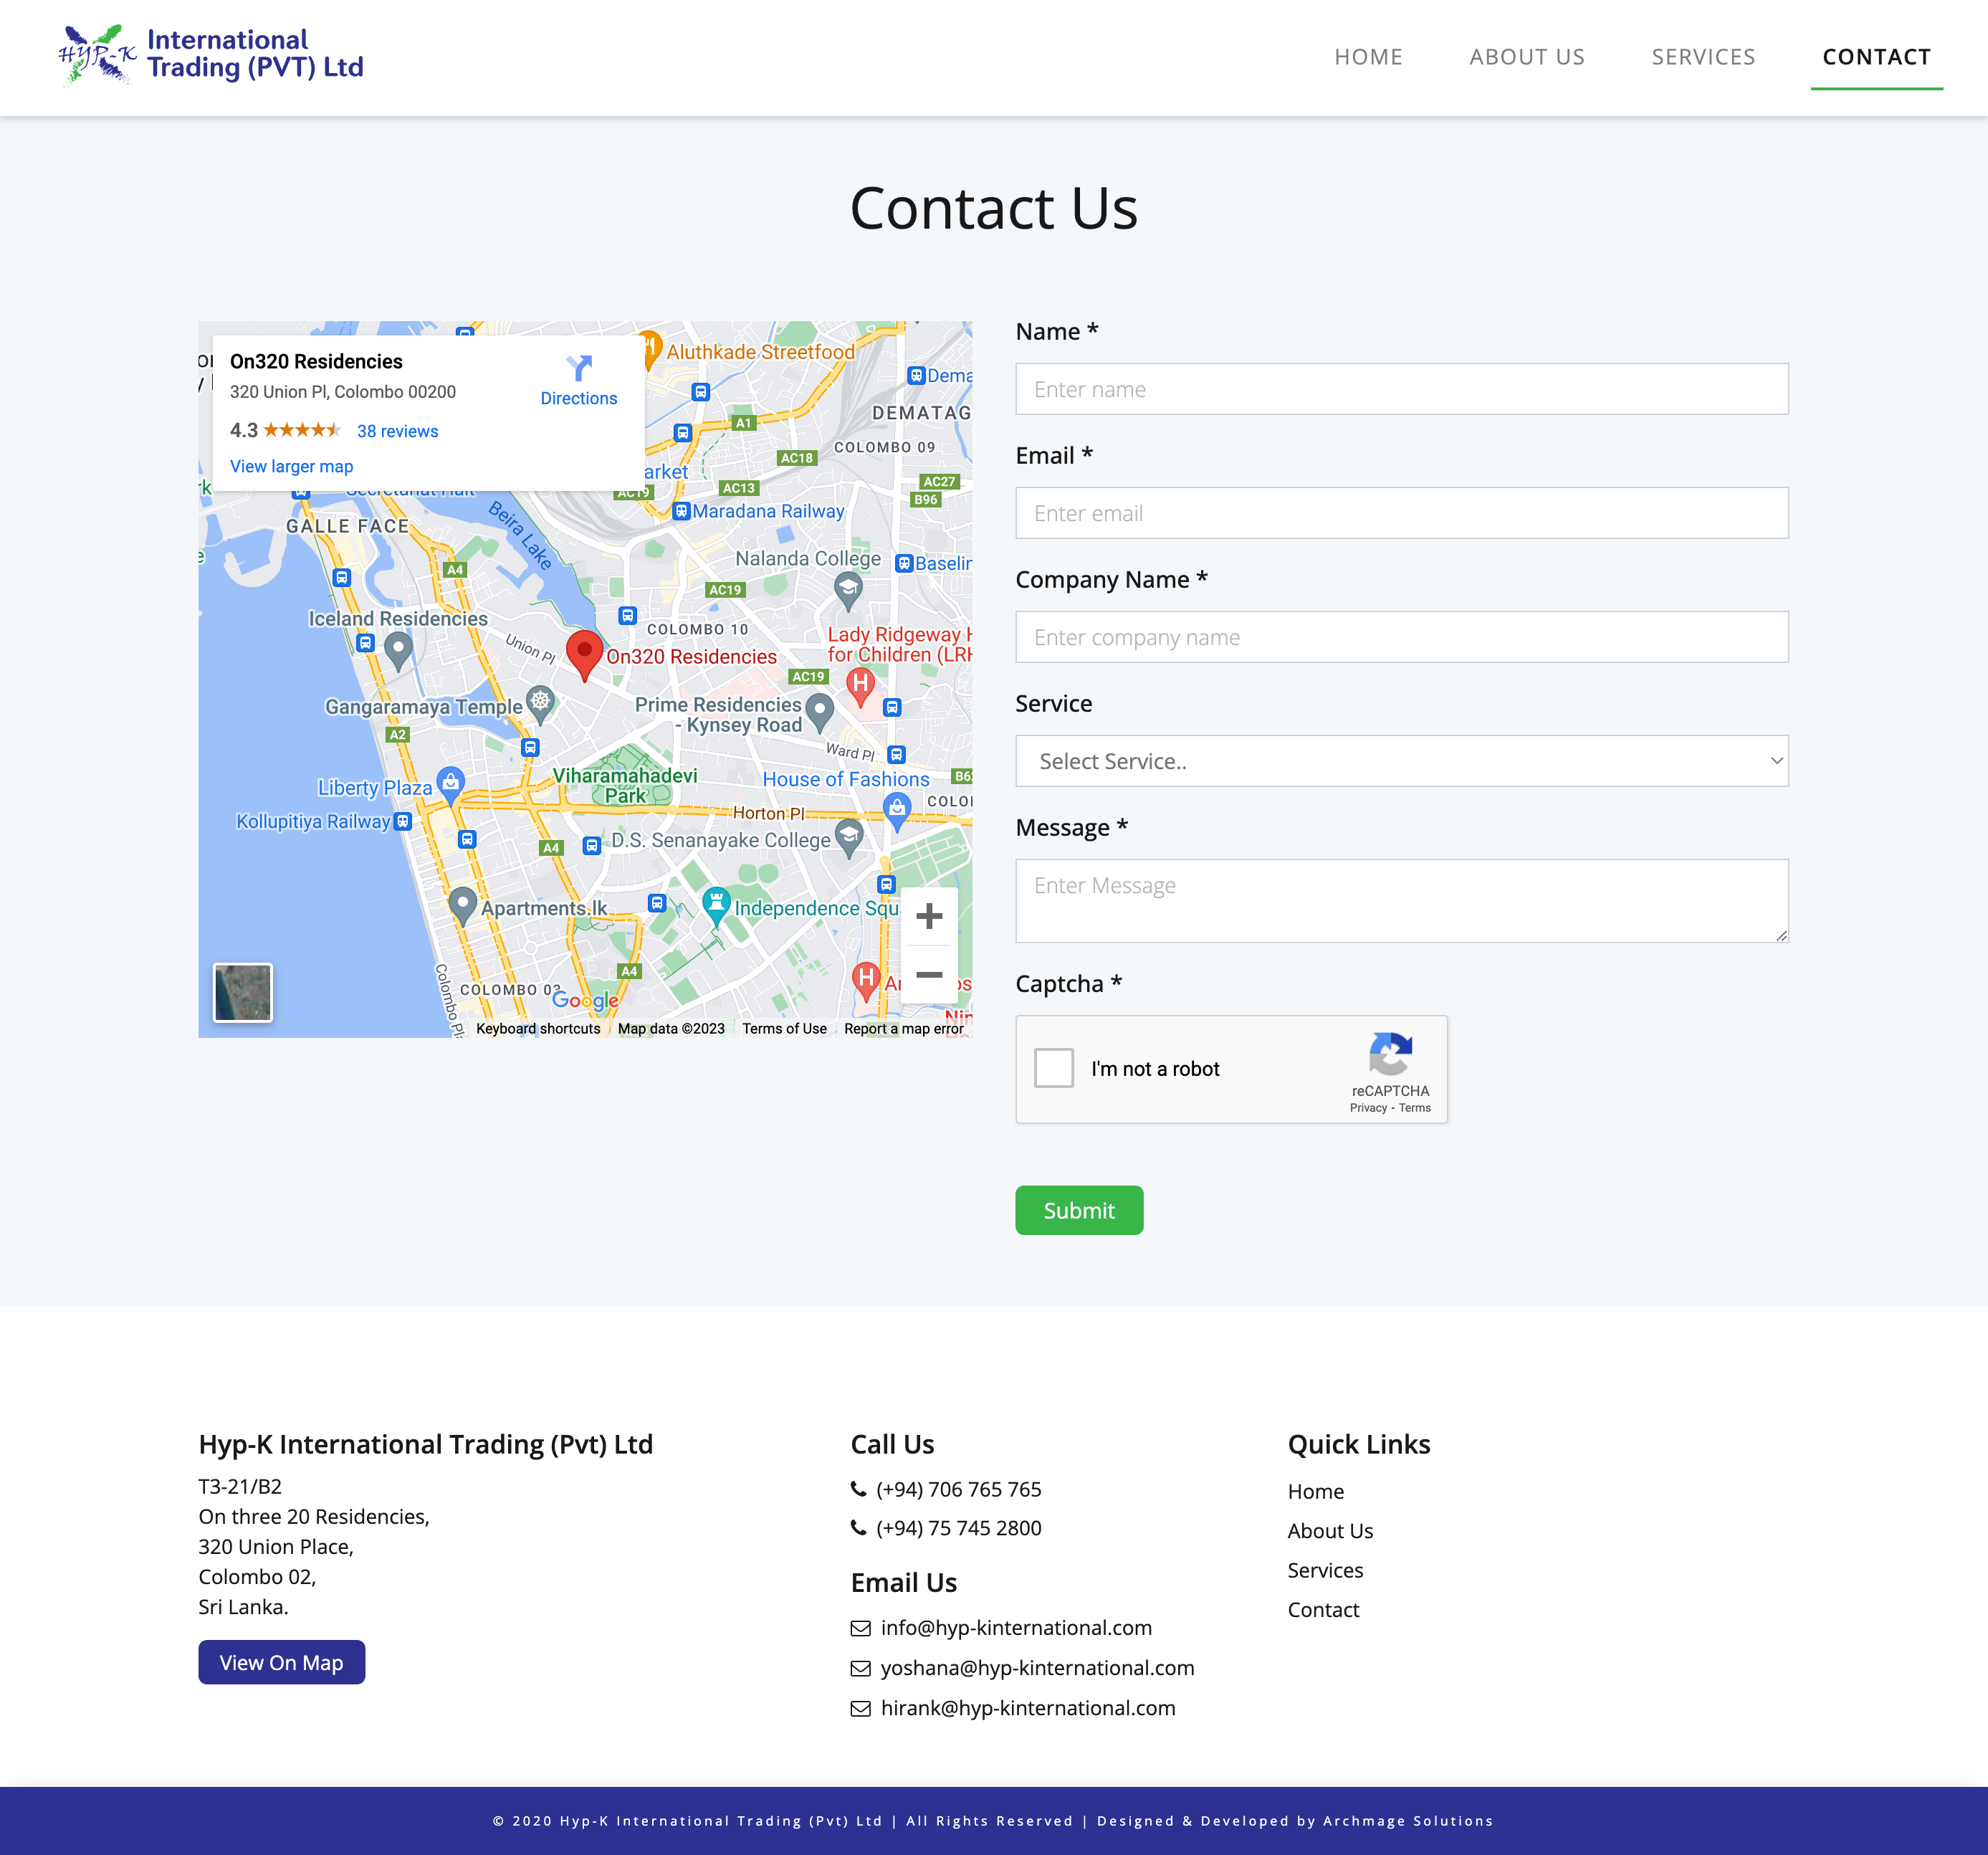 HYP-K International
Trading (PVT) Ltd
HOME
ABOUT US
SERVICES
CONTACT
Contact Us
On320 Residencies
320 Union Pl, Colombo 00200
4.3
38 reviews
View larger map
Directions
Aluthkade Streetfood
DEMATAG
A1
COLOMBO 09
AC18
arket
AC27
AC13
AC19
B96
Maradana Railway
GALLE FACE
Beira Lake
Nalanda College
Baselin
A4
AC19
Iceland Residencies
COLOMBO 10
Union Pl
Lady Ridgeway H
for Children (LRH
On320 Residencies
AC19
Gangaramaya Temple
Prime Residencies
- Kynsey Road
A2
Ward Pl
Viharamahadevi
Park
House of Fashions
B62
Liberty Plaza
COLO
Horton Pl
Kollupitiya Railway
D.S. Senanayake College
A4
Apartments.lk
Independence Squ
A4
COLOMBO 03
Colombo Pl
Google
Keyboard shortcuts
Map data ©2023
Terms of Use
Report a map error
Name *
Enter name
Email *
Enter email
Company Name *
Enter company name
Service
Select Service..
Message *
Enter Message
Captcha *
I'm not a robot
reCAPTCHA
Privacy - Terms
Submit
Hyp-K International Trading (Pvt) Ltd
T3-21/B2
On three 20 Residencies,
320 Union Place,
Colombo 02,
Sri Lanka.
View On Map
Call Us
(+94) 706 765 765
(+94) 75 745 2800
Email Us
info@hyp-kinternational.com
yoshana@hyp-kinternational.com
hirank@hyp-kinternational.com
Quick Links
Home
About Us
Services
Contact
© 2020 Hyp-K International Trading (Pvt) Ltd | All Rights Reserved | Designed & Developed by Archmage Solutions